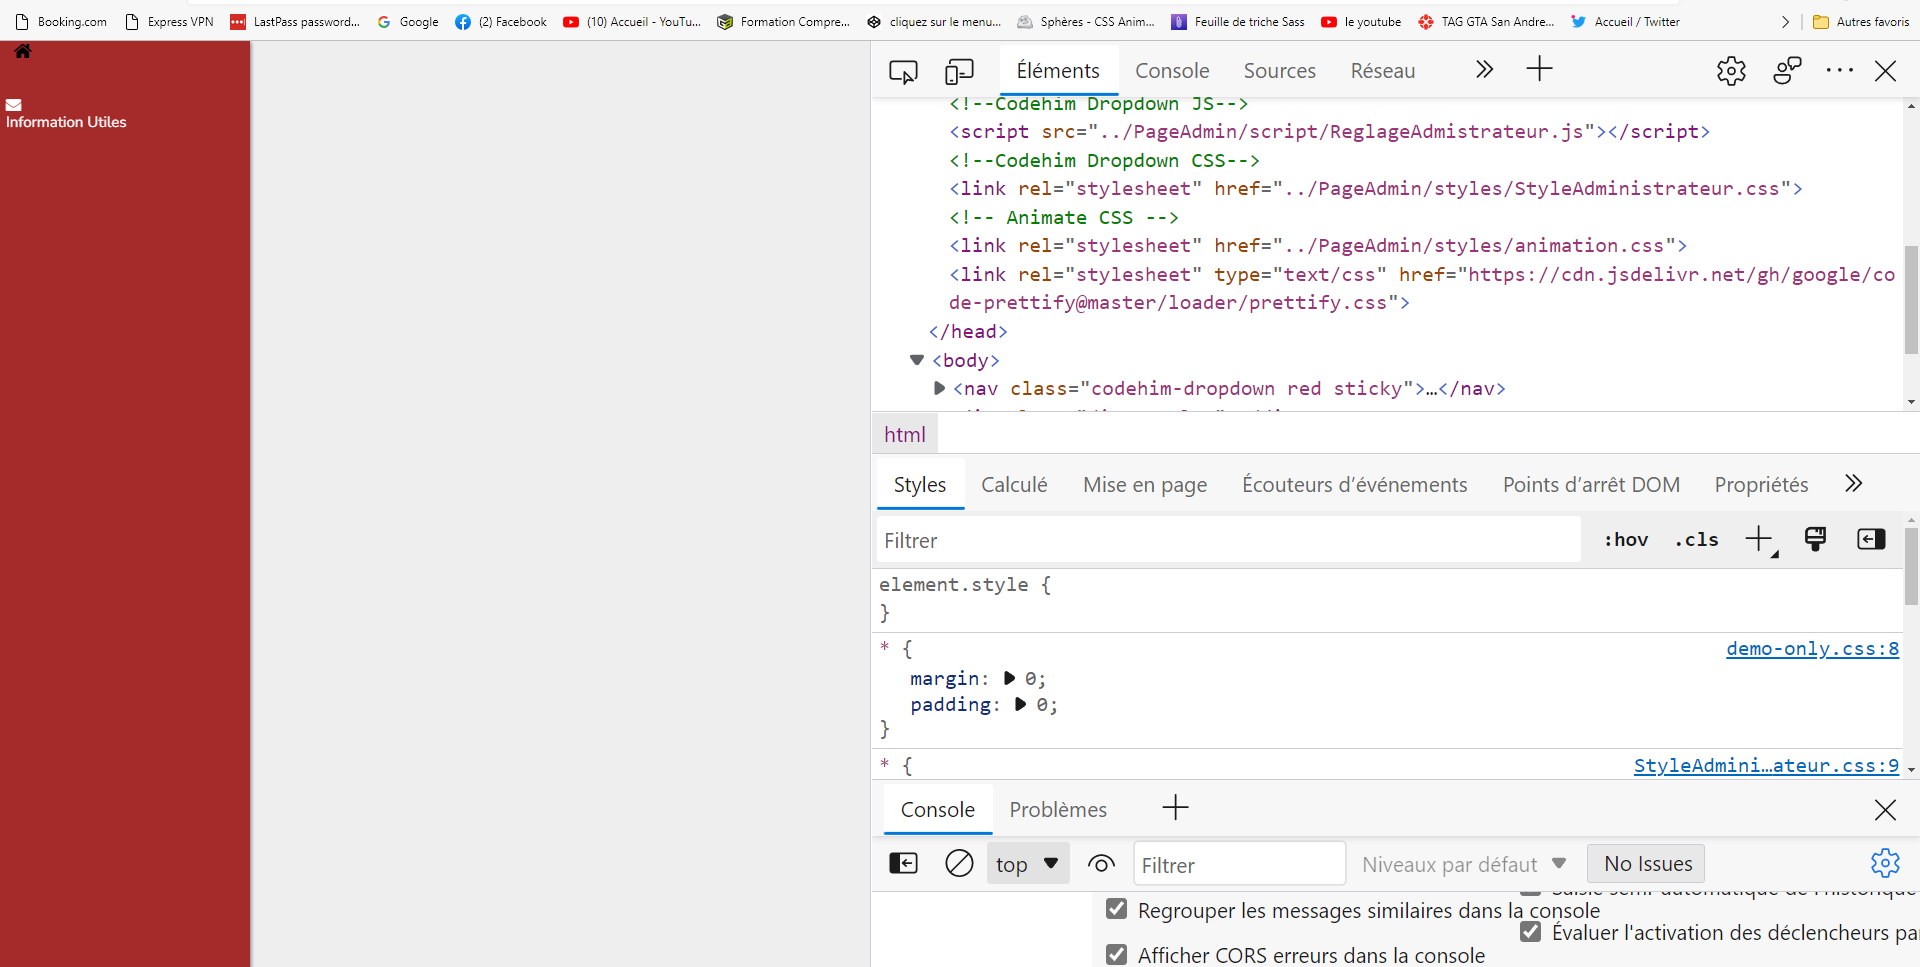 Booking.com Express VPN LastPass password... Google (2) Facebook (10) Accueil - YouTu... Formation Compre... cliquez sur le menu... Sphères - CSS Anim... Feuille de triche Sass le youtube TAG GTA San Andre... Accueil / Twitter Autres favoris
Information Utiles
Éléments Console Sources Réseau
<!--Codehim Dropdown JS-->
<script src="../PageAdmin/script/ReglageAdmistrateur.js"></script>
<!--Codehim Dropdown CSS-->
<link rel="stylesheet" href="../PageAdmin/styles/StyleAdministrateur.css">
<!-- Animate CSS -->
<link rel="stylesheet" href="../PageAdmin/styles/animation.css">
<link rel="stylesheet" type="text/css" href="https://cdn.jsdelivr.net/gh/google/co
de-prettify@master/loader/prettify.css">
</head>
<body>
<nav class="codehim-dropdown red sticky">…</nav>
html
Styles Calculé Mise en page Écouteurs d'événements Points d'arrêt DOM Propriétés
Filtrer :hov .cls
element.style {
}
* { demo-only.css:8
margin: 0;
padding: 0;
}
* { StyleAdmini…ateur.css:9
Console Problèmes
top Filtrer Niveaux par défaut No Issues
Saisie semi-automatique de l'historique
Regrouper les messages similaires dans la console
Évaluer l'activation des déclencheurs pa
Afficher CORS erreurs dans la console